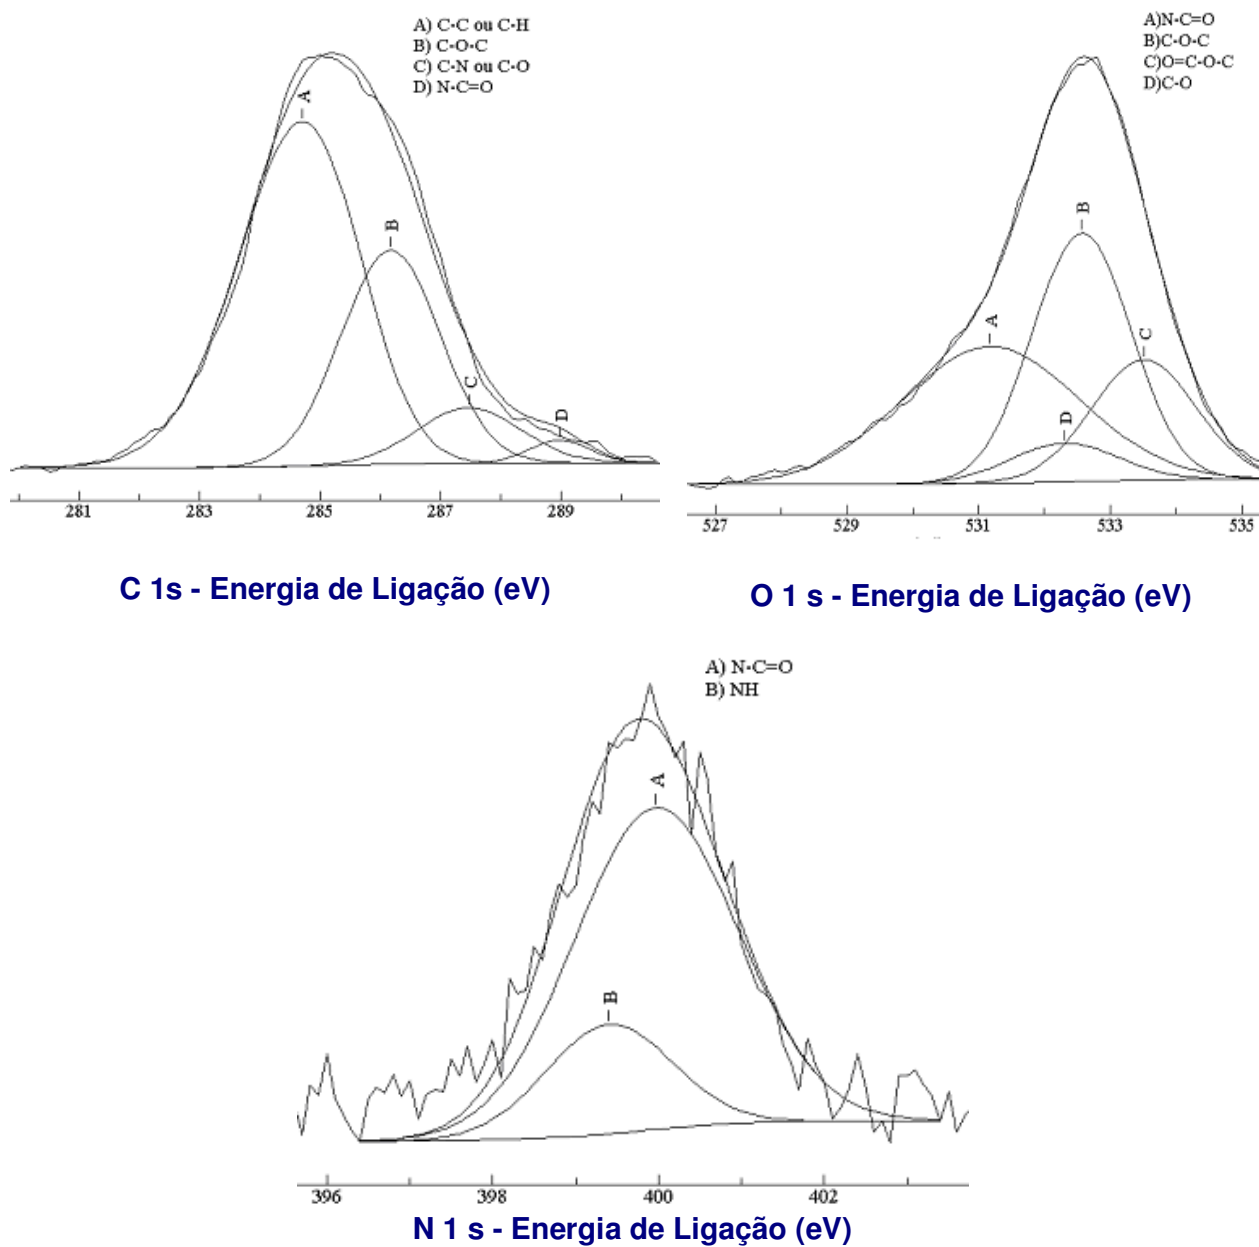 A) C-C ou C-H
B) C-O-C
C) C-N ou C-O
D) N-C=O
A
B
C
D
281 283 285 287 289
C 1s - Energia de Ligação (eV)
A)N-C=O
B)C-O-C
C)O=C-O-C
D)C-O
A
B
C
D
527 529 531 533 535
O 1 s - Energia de Ligação (eV)
A) N-C=O
B) NH
A
B
396 398 400 402
N 1 s - Energia de Ligação (eV)